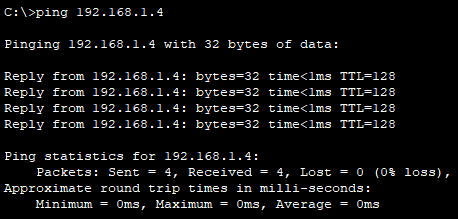 C:\>ping 192.168.1.4
Pinging 192.168.1.4 with 32 bytes of data:
Reply from 192.168.1.4: bytes=32 time<1ms TTL=128
Reply from 192.168.1.4: bytes=32 time<1ms TTL=128
Reply from 192.168.1.4: bytes=32 time<1ms TTL=128
Reply from 192.168.1.4: bytes=32 time<1ms TTL=128
Ping statistics for 192.168.1.4:
    Packets: Sent = 4, Received = 4, Lost = 0 (0% loss),
Approximate round trip times in milli-seconds:
    Minimum = 0ms, Maximum = 0ms, Average = 0ms